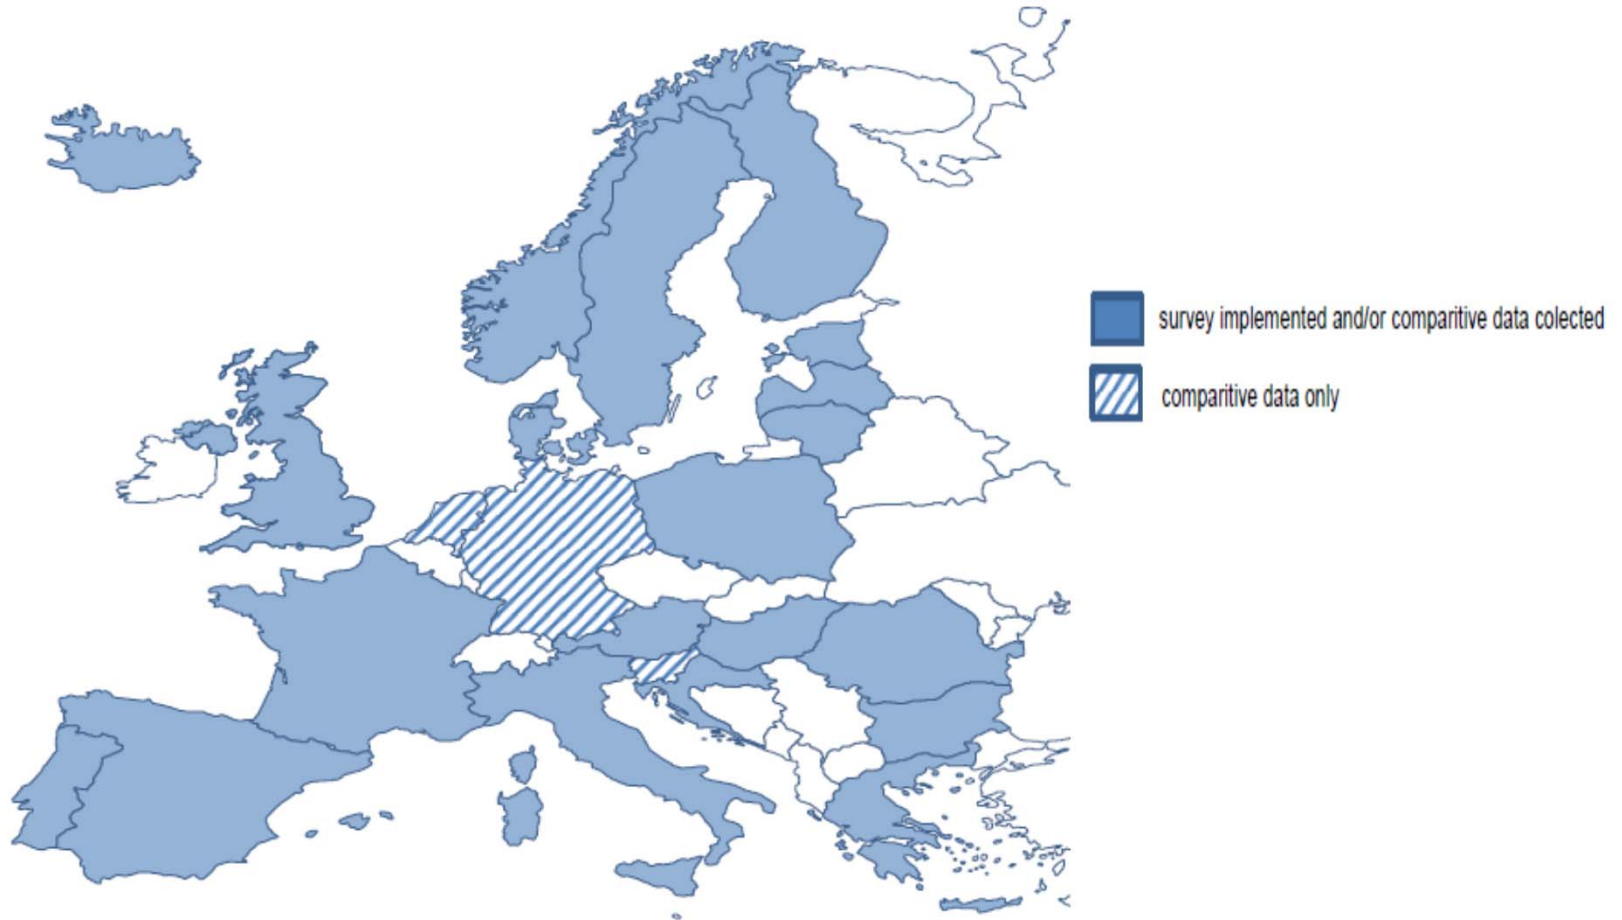 survey implemented and/or comparitive data colected
comparitive data only